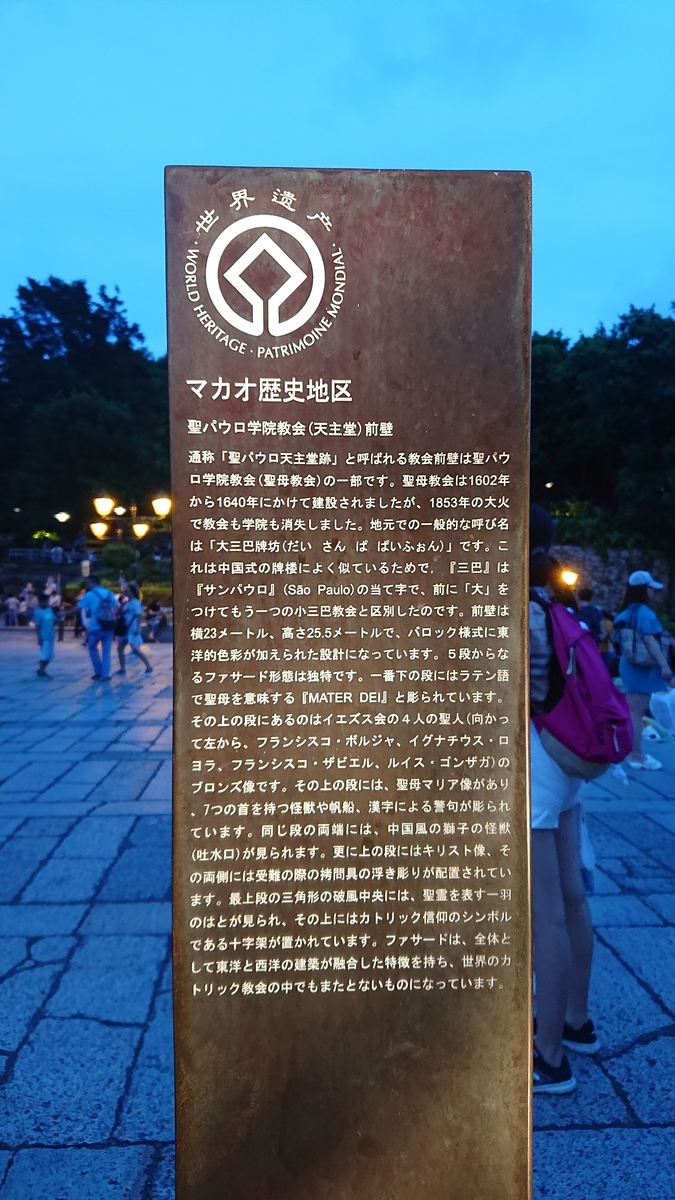 世界遗产
·WORLD HERITAGE · PATRIMOINE MONDIAL·
マカオ歴史地区
聖パウロ学院教会(天主堂)前壁
通称「聖パウロ天主堂跡」と呼ばれる教会前壁は聖パウ
ロ学院教会(聖母教会)の一部です。聖母教会は1602年
から1640年にかけて建設されましたが、1853年の大火
で教会も学院も消失しました。地元での一般的な呼び名
は「大三巴牌坊(だい さん ぱ ぱいふぉん)」です。こ
れは中国式の牌楼によく似ているためで、『三巴』は
『サンパウロ』(São Paulo)の当て字で、前に「大」を
つけてもう一つの小三巴教会と区別したのです。前壁は
横23メートル、高さ25.5メートルで、バロック様式に東
洋的色彩が加えられた設計になっています。５段からな
るファサード形態は独特です。一番下の段にはラテン語
で聖母を意味する『MATER DEI』と彫られています。
その上の段にあるのはイエズス会の４人の聖人(向かっ
て左から、フランシスコ・ボルジャ、イグナチウス・ロ
ヨラ、フランシスコ・ザビエル、ルイス・ゴンザガ)の
ブロンズ像です。その上の段には、聖母マリア像があり
、7つの首を持つ怪獣や帆船、漢字による警句が彫られ
ています。同じ段の両端には、中国風の獅子の怪獣
(吐水口)が見られます。更に上の段にはキリスト像、そ
の両側には受難の際の拷問具の浮き彫りが配置されてい
ます。最上段の三角形の破風中央には、聖霊を表す一羽
のはとが見られ、その上にはカトリック信仰のシンボル
である十字架が置かれています。ファサードは、全体と
して東洋と西洋の建築が融合した特徴を持ち、世界のカ
トリック教会の中でもまたとないものになっています。